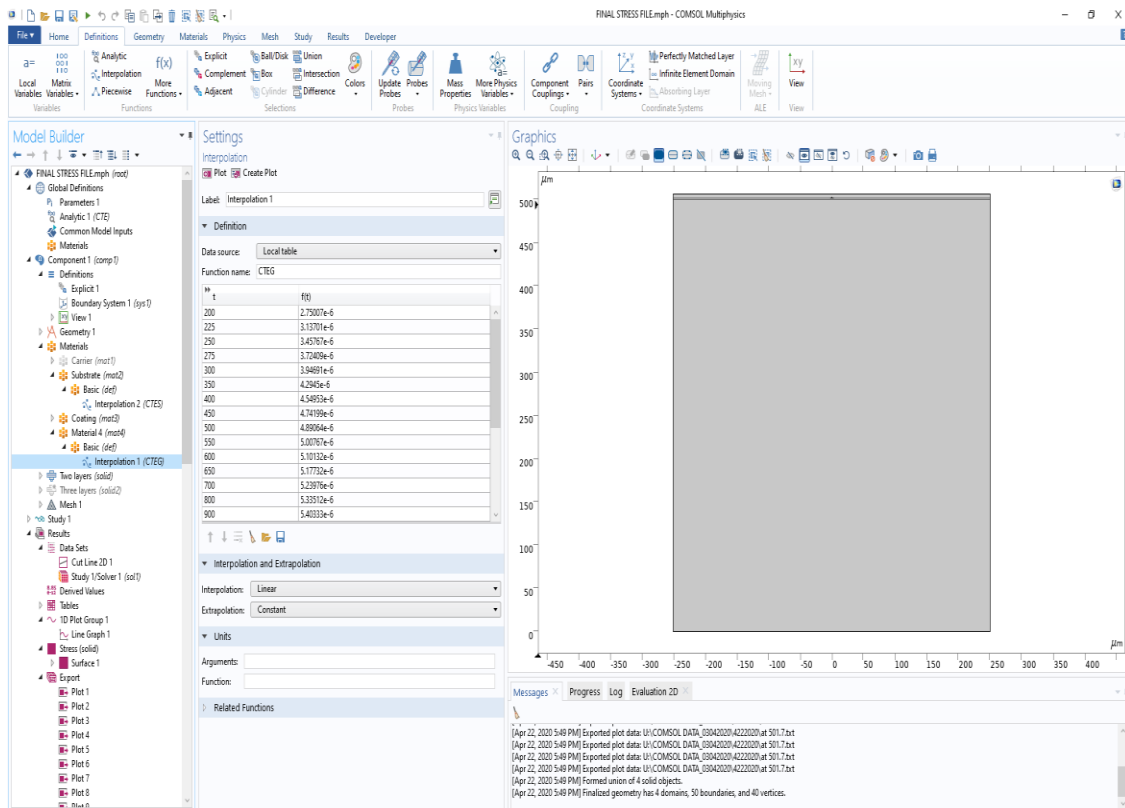 FINAL STRESS FILE.mph - COMSOL Multiphysics
File Home Definitions Geometry Materials Physics Mesh Study Results Developer
a= Local Variables
Matrix Variables
Variables
Analytic
Interpolation
Piecewise
f(x) More Functions
Functions
Explicit
Complement
Adjacent
Ball/Disk
Box
Cylinder
Union
Intersection
Difference
Colors
Selections
Update Probes
Probes
Probes
Mass Properties
More Physics Variables
Physics Variables
Component Couplings
Pairs
Coupling
Coordinate Systems
Perfectly Matched Layer
Infinite Element Domain
Absorbing Layer
Coordinate Systems
Moving Mesh
ALE
View
View
Model Builder
FINAL STRESS FILE.mph (root)
Global Definitions
Pi Parameters 1
Analytic 1 (CTE)
Common Model Inputs
Materials
Component 1 (comp1)
Definitions
Explicit 1
Boundary System 1 (sys1)
View 1
Geometry 1
Materials
Carrier (mat1)
Substrate (mat2)
Basic (def)
Interpolation 2 (CTES)
Coating (mat3)
Material 4 (mat4)
Basic (def)
Interpolation 1 (CTEG)
Two layers (solid)
Three layers (solid2)
Mesh 1
Study 1
Results
Data Sets
Cut Line 2D 1
Study 1/Solver 1 (sol1)
Derived Values
Tables
1D Plot Group 1
Line Graph 1
Stress (solid)
Surface 1
Export
Plot 1
Plot 2
Plot 3
Plot 4
Plot 5
Plot 6
Plot 7
Plot 8
Plot 9
Settings
Interpolation
Plot Create Plot
Label: Interpolation 1
Definition
Data source: Local table
Function name: CTEG
t f(t)
200 2.75007e-6
225 3.13701e-6
250 3.45767e-6
275 3.72409e-6
300 3.94691e-6
350 4.2945e-6
400 4.54953e-6
450 4.74199e-6
500 4.89064e-6
550 5.00767e-6
600 5.10132e-6
650 5.17732e-6
700 5.23976e-6
800 5.33512e-6
900 5.40333e-6
Interpolation and Extrapolation
Interpolation: Linear
Extrapolation: Constant
Units
Arguments:
Function:
Related Functions
Graphics
μm
500
450
400
350
300
250
200
150
100
50
0
μm
-450 -400 -350 -300 -250 -200 -150 -100 -50 0 50 100 150 200 250 300 350 400
Messages Progress Log Evaluation 2D
[Apr 22, 2020 5:49 PM] Exported plot data: U:\COMSOL DATA_03042020\4222020\at 501.7.txt
[Apr 22, 2020 5:49 PM] Exported plot data: U:\COMSOL DATA_03042020\4222020\at 501.7.txt
[Apr 22, 2020 5:49 PM] Exported plot data: U:\COMSOL DATA_03042020\4222020\at 501.7.txt
[Apr 22, 2020 5:49 PM] Exported plot data: U:\COMSOL DATA_03042020\4222020\at 501.7.txt
[Apr 22, 2020 5:49 PM] Formed union of 4 solid objects.
[Apr 22, 2020 5:49 PM] Finalized geometry has 4 domains, 50 boundaries, and 40 vertices.